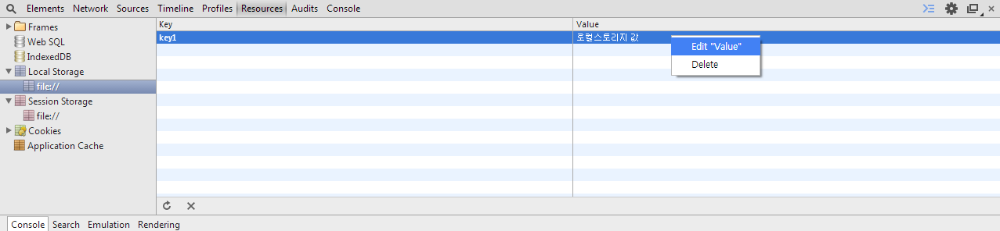 Elements Network Sources Timeline Profiles Resources Audits Console
Frames
Web SQL
IndexedDB
Local Storage
file://
Session Storage
file://
Cookies
Application Cache
Key Value
key1 로컬스토리지 값
Edit "Value"
Delete
Console Search Emulation Rendering